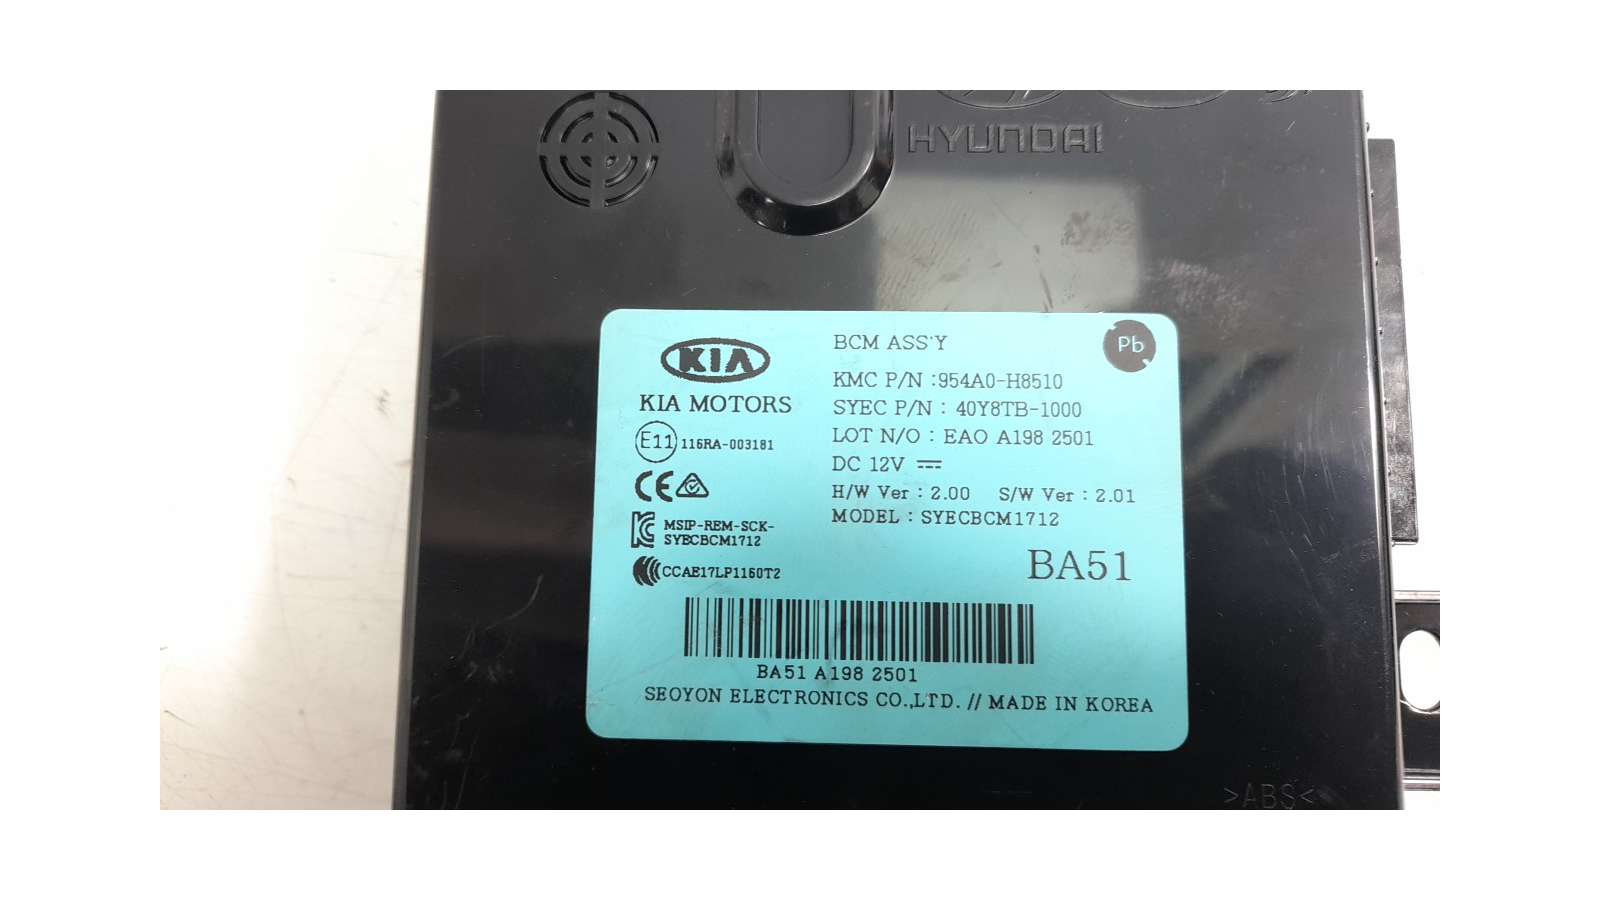 HYUNDAI
KIA
KIA MOTORS
E11 116RA-003181
CE
MSIP-REM-SCK-
SYECBCM1712
CCAE17LP1160T2
BCM ASS'Y
Pb
KMC P/N :954A0-H8510
SYEC P/N : 40Y8TB-1000
LOT N/O : EAO A198 2501
DC 12V
H/W Ver : 2.00 S/W Ver : 2.01
MODEL : SYECBCM1712
BA51
BA51 A198 2501
SEOYON ELECTRONICS CO.,LTD. // MADE IN KOREA
>ABS<